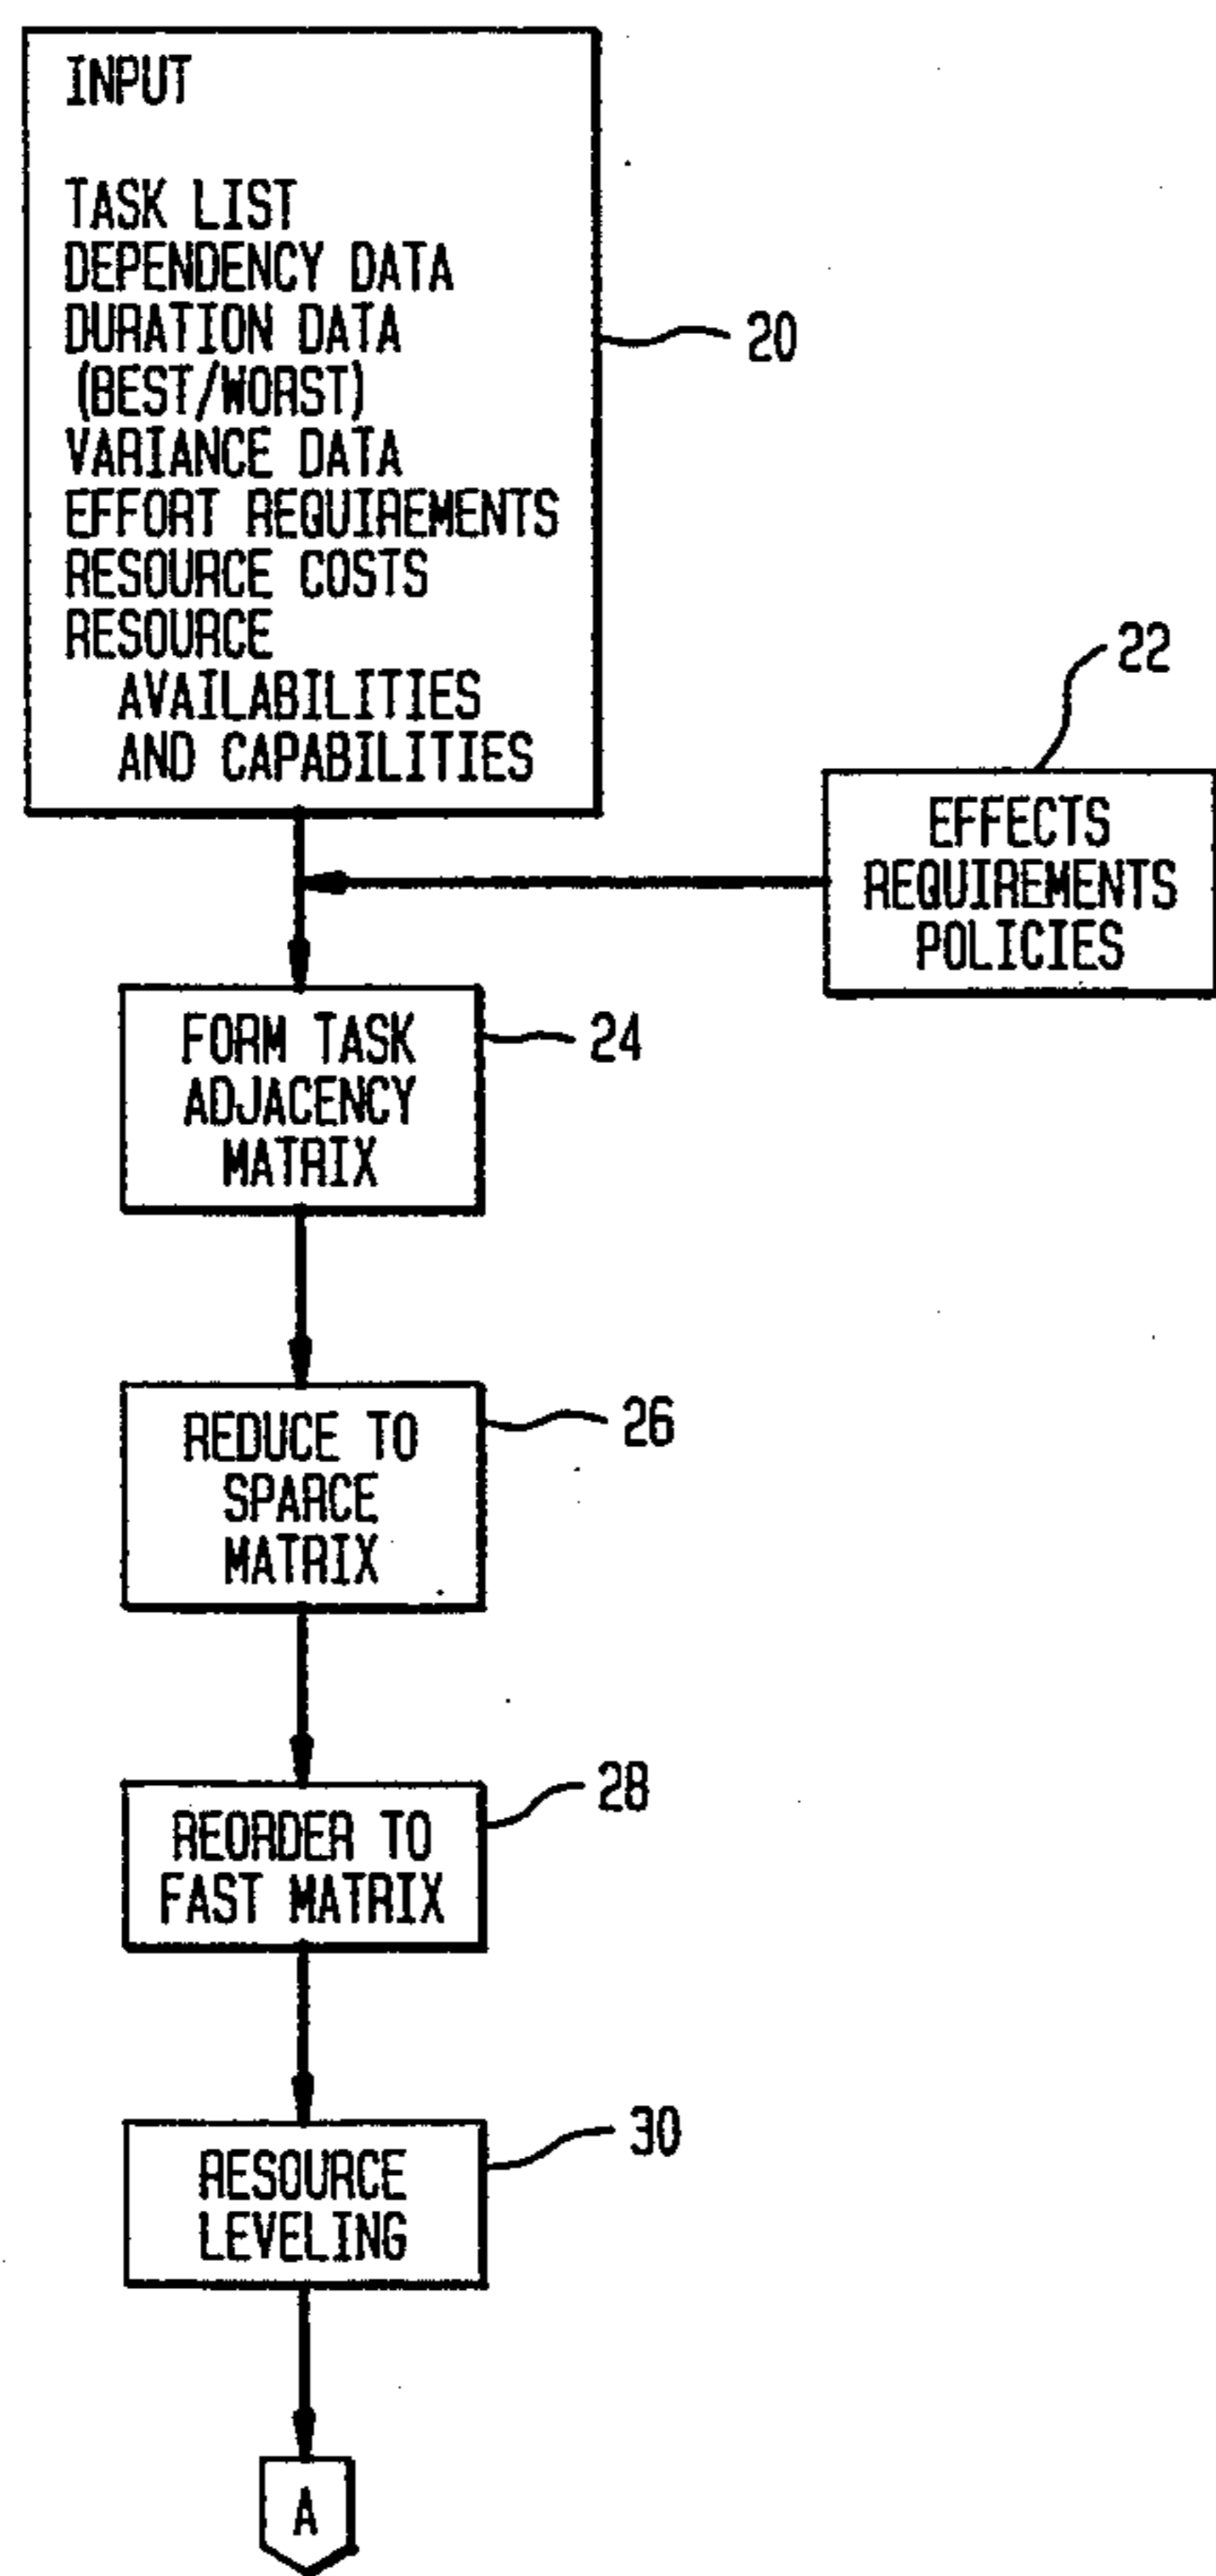 INPUT
TASK LIST
DEPENDENCY DATA
DURATION DATA
(BEST/WORST)
VARIANCE DATA
EFFORT REQUIREMENTS
RESOURCE COSTS
RESOURCE
AVAILABILITIES
AND CAPABILITIES
20
22
EFFECTS
REQUIREMENTS
POLICIES
FORM TASK
ADJACENCY
MATRIX
24
REDUCE TO
SPARCE
MATRIX
26
REORDER TO
FAST MATRIX
28
RESOURCE
LEVELING
30
A